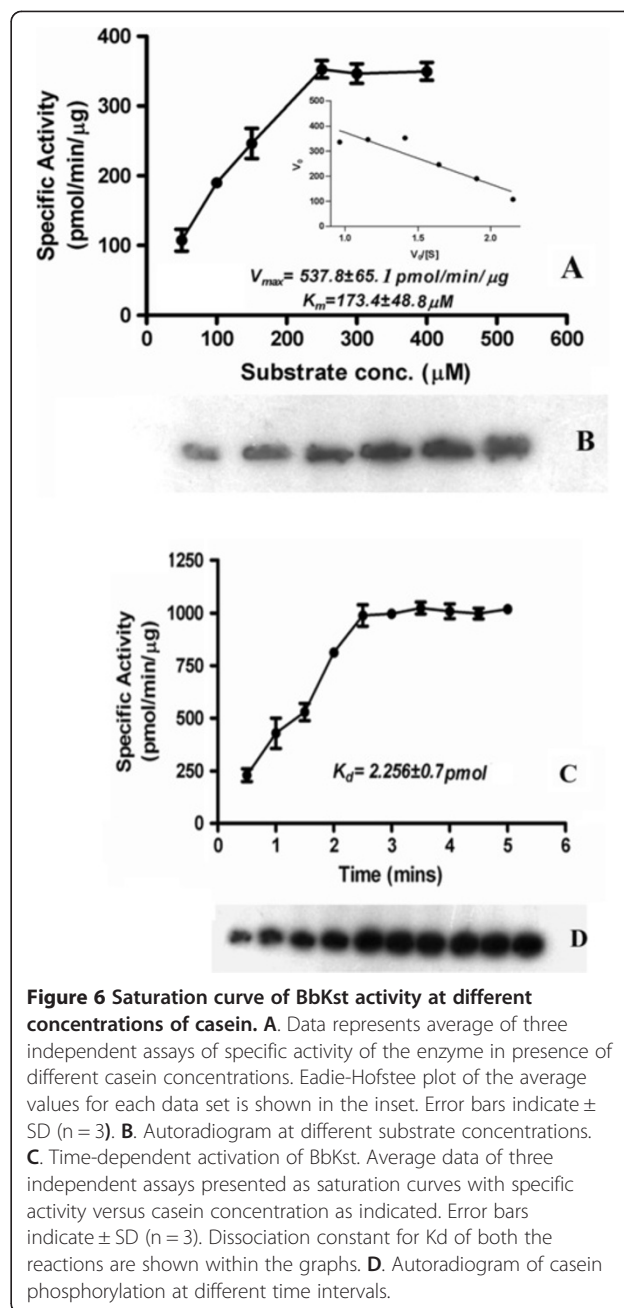 400
300
200
100
0
Specific Activity
(pmol/min/μg)
500
400
300
200
100
0
V₀
1.0 1.5 2.0
V₀/[S]
Vmax= 537.8±65.1 pmol/min/μg
Km=173.4±48.8μM
A
0 100 200 300 400 500 600
Substrate conc. (μM)
B
1250
1000
750
500
250
0
Specific Activity
(pmol/min/μg)
Kd= 2.256±0.7pmol
C
0 1 2 3 4 5 6
Time (mins)
D
Figure 6 Saturation curve of BbKst activity at different
concentrations of casein. A. Data represents average of three
independent assays of specific activity of the enzyme in presence of
different casein concentrations. Eadie-Hofstee plot of the average
values for each data set is shown in the inset. Error bars indicate ±
SD (n = 3). B. Autoradiogram at different substrate concentrations.
C. Time-dependent activation of BbKst. Average data of three
independent assays presented as saturation curves with specific
activity versus casein concentration as indicated. Error bars
indicate ± SD (n = 3). Dissociation constant for Kd of both the
reactions are shown within the graphs. D. Autoradiogram of casein
phosphorylation at different time intervals.